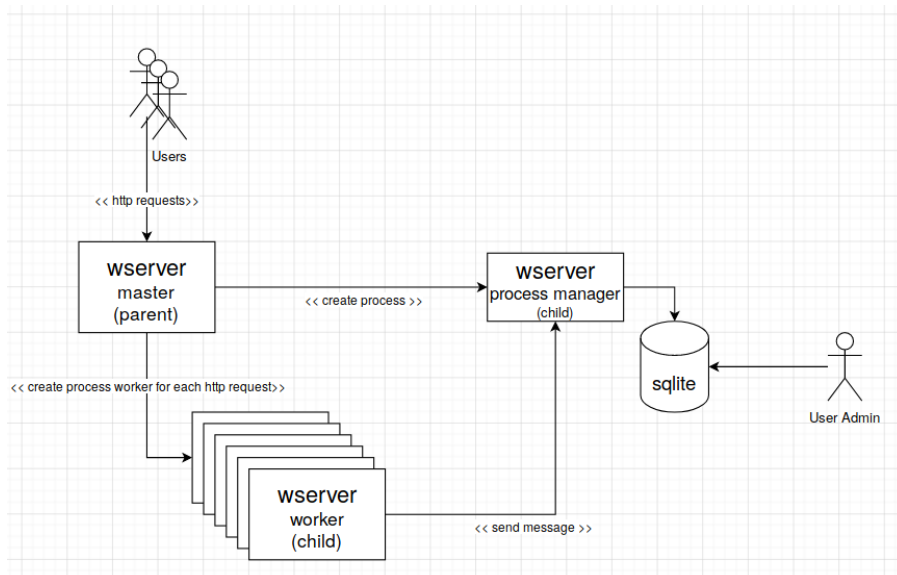 Users
<< http requests>>
wserver
master
(parent)
<< create process >>
wserver
process manager
(child)
sqlite
User Admin
<< create process worker for each http request>>
wserver
worker
(child)
<< send message >>